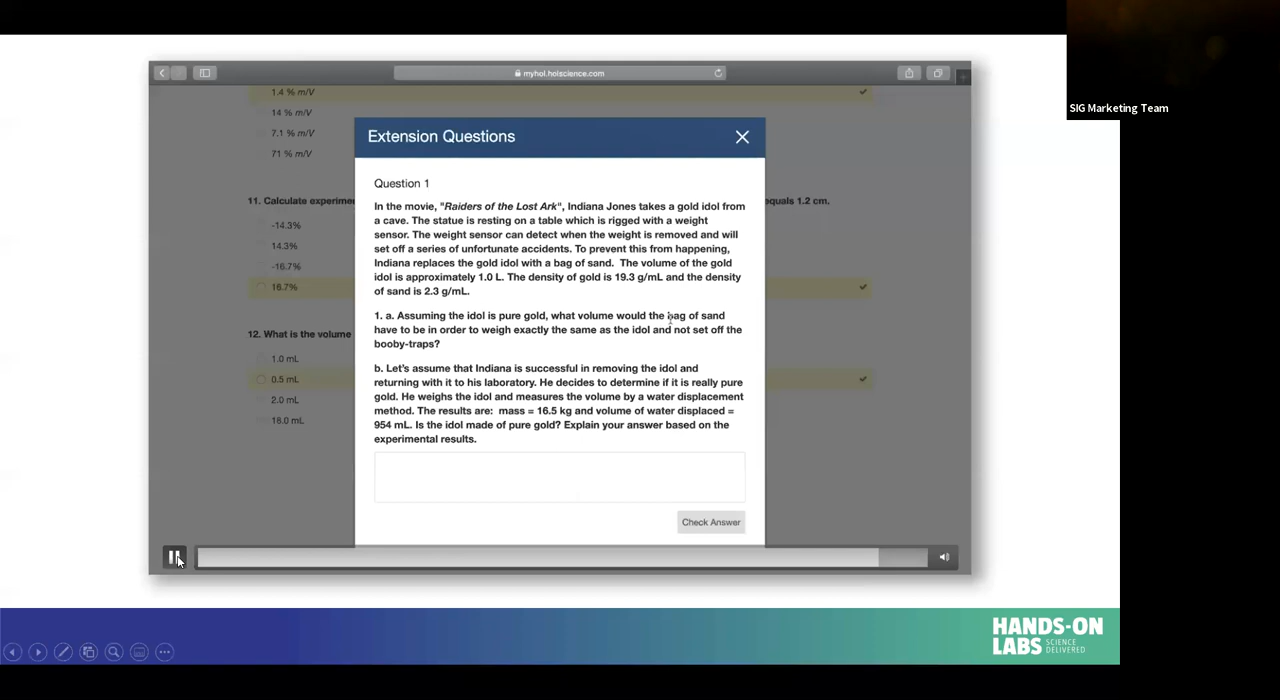 myhol.holscience.com
SIG Marketing Team
1.4 % m/V
14 % m/V
7.1 % m/V
71 % m/V
11. Calculate experime
equals 1.2 cm.
-14.3%
14.3%
-16.7%
16.7%
12. What is the volume
1.0 mL
0.5 mL
2.0 mL
18.0 mL
Extension Questions
Question 1
In the movie, "Raiders of the Lost Ark", Indiana Jones takes a gold idol from
a cave. The statue is resting on a table which is rigged with a weight
sensor. The weight sensor can detect when the weight is removed and will
set off a series of unfortunate accidents. To prevent this from happening,
Indiana replaces the gold idol with a bag of sand. The volume of the gold
idol is approximately 1.0 L. The density of gold is 19.3 g/mL and the density
of sand is 2.3 g/mL.
1. a. Assuming the idol is pure gold, what volume would the bag of sand
have to be in order to weigh exactly the same as the idol and not set off the
booby-traps?
b. Let's assume that Indiana is successful in removing the idol and
returning with it to his laboratory. He decides to determine if it is really pure
gold. He weighs the idol and measures the volume by a water displacement
method. The results are: mass = 16.5 kg and volume of water displaced =
954 mL. Is the idol made of pure gold? Explain your answer based on the
experimental results.
Check Answer
HANDS-ON
LABS SCIENCE
DELIVERED